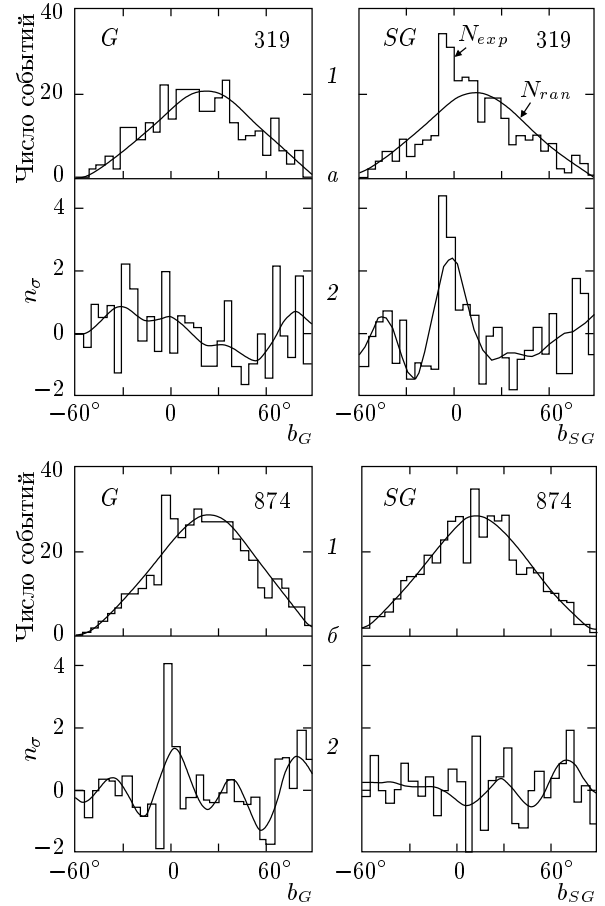 40
G 319
SG N_exp 319
N_ran
1
20
Число событий
0
а
4
2
2
n_σ
0
−2
−60° 0 60°
−60° 0 60°
b_G
b_SG
40
G 874
SG 874
1
20
Число событий
0
б
4
2
2
n_σ
0
−2
−60° 0 60°
−60° 0 60°
b_G
b_SG